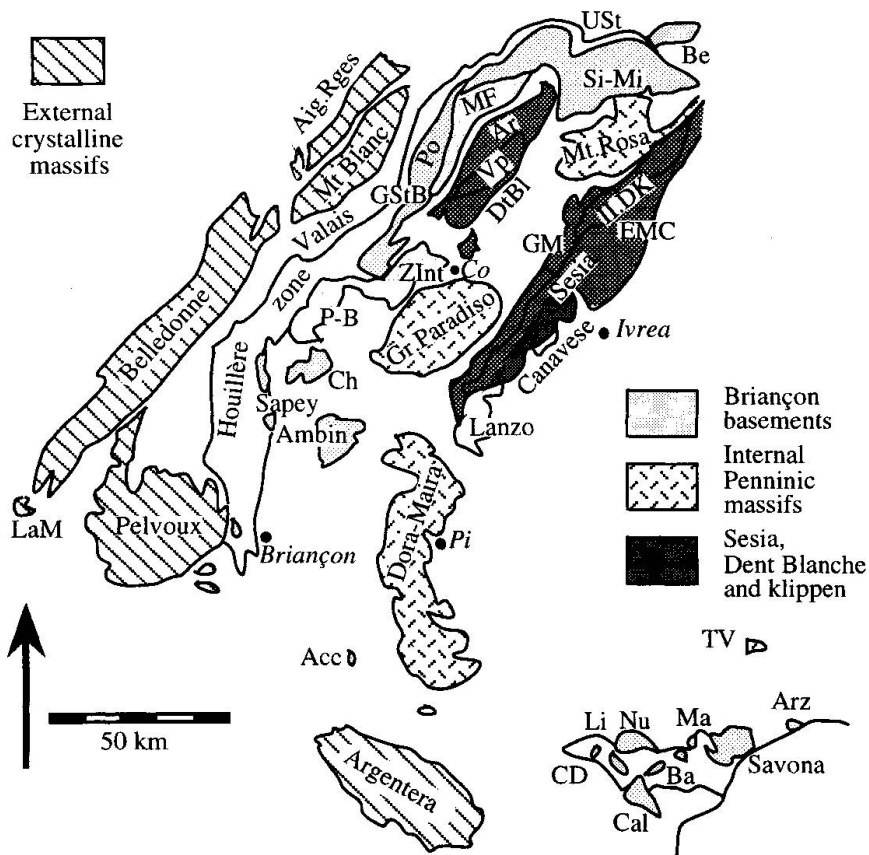 USt
Be
Si-Mi
Aig.Rges
External
crystalline
massifs
MF
Ar
Mt Blanc
Po
Vp
Mt.Rosa
GStB
DtBl
II.DK
Valais
GM
EMC
ZInt
Co
Sesia
zone
P-B
Gr.Paradiso
Ivrea
Belledonne
Canavese
Ch
Houillère
Sapey
Ambin
Lanzo
Briançon
basements
Internal
Penninic
massifs
LaM
Pelvoux
Briançon
Dora-Maira
Pi
Sesia,
Dent Blanche
and klippen
Acc
TV
50 km
Li
Nu
Ma
Arz
CD
Ba
Savona
Argentera
Cal